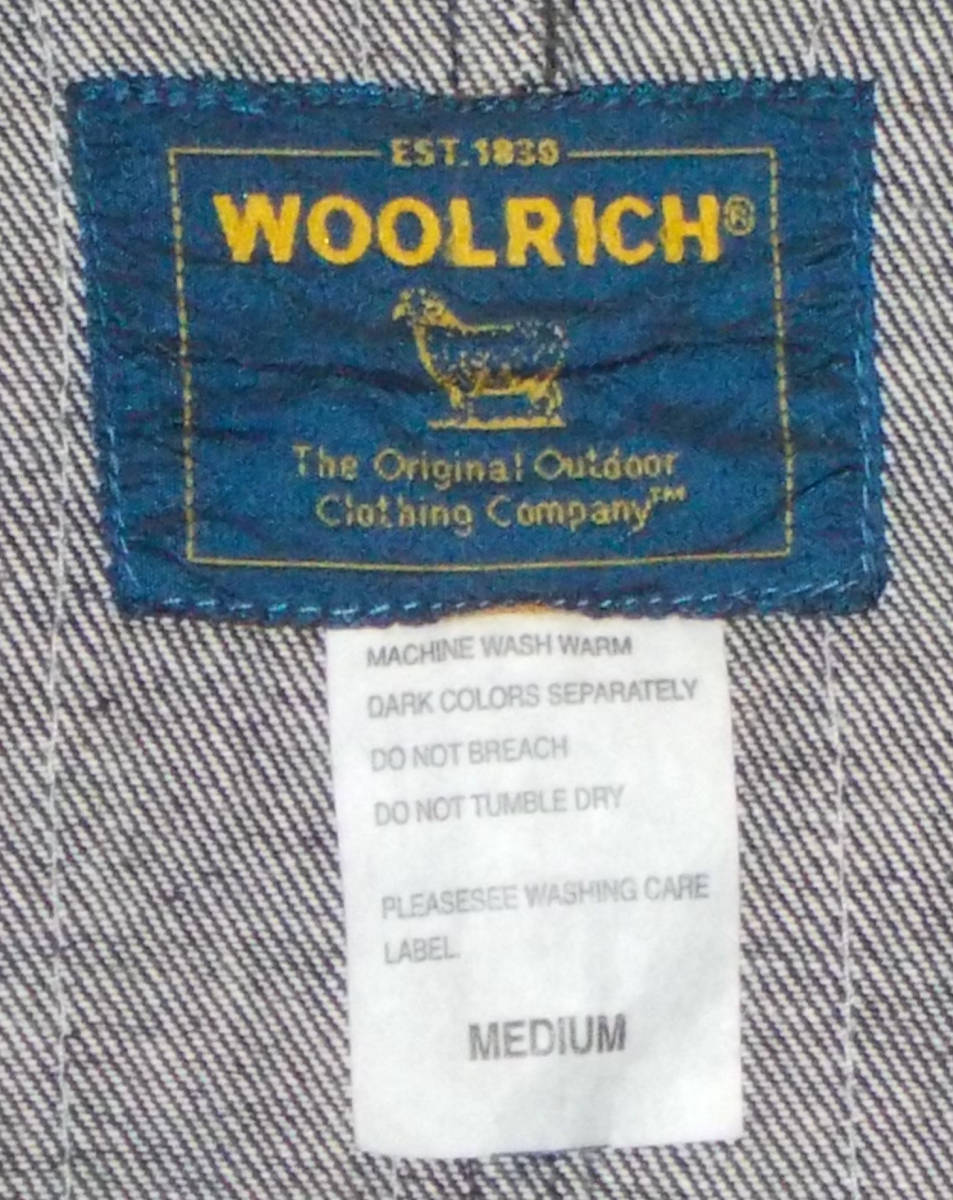 EST. 1830
WOOLRICH®
The Original Outdoor
Clothing Company™
MACHINE WASH WARM
DARK COLORS SEPARATELY
DO NOT BREACH
DO NOT TUMBLE DRY
PLEASESEE WASHING CARE
LABEL.
MEDIUM